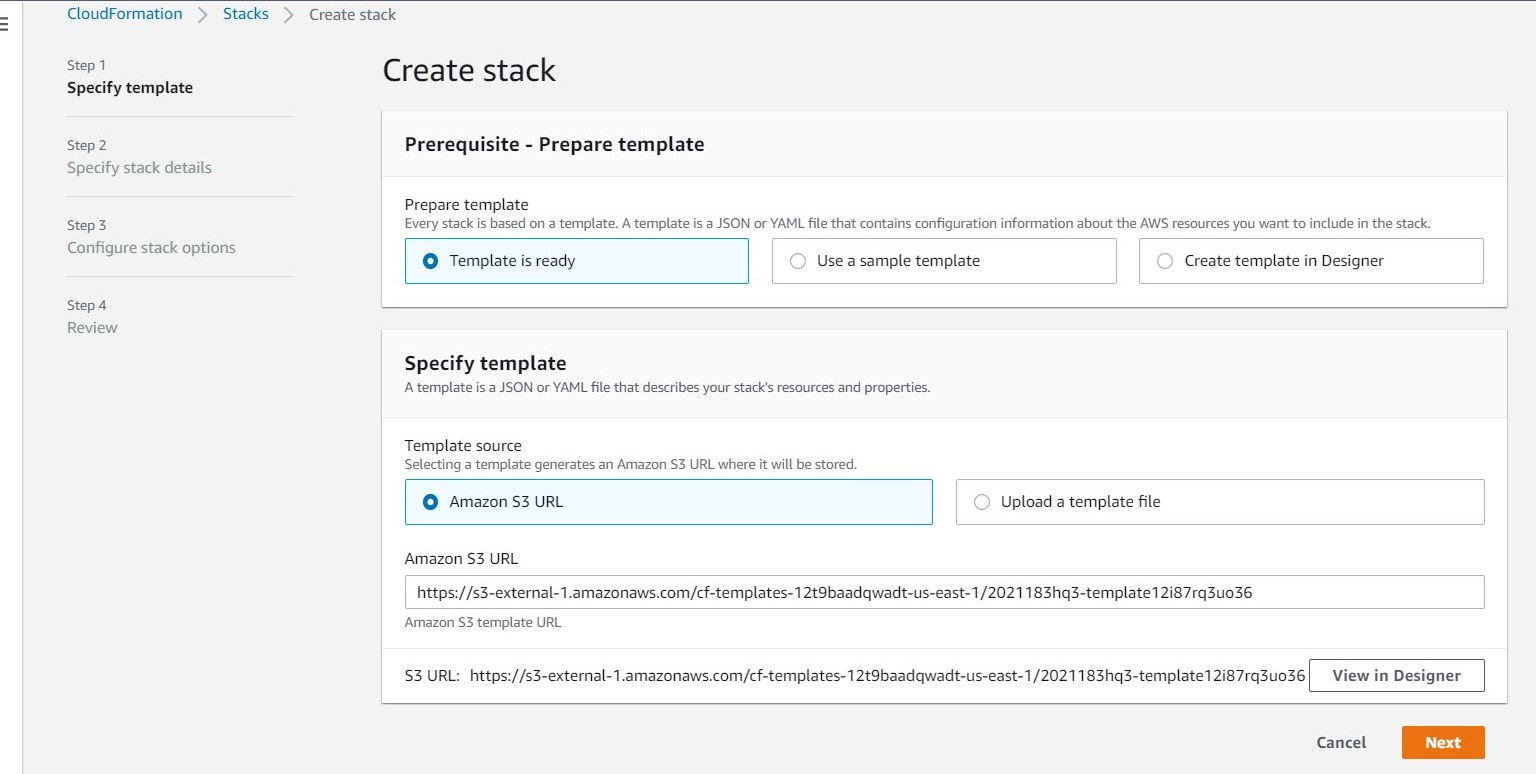 CloudFormation > Stacks > Create stack
Step 1
Specify template
Step 2
Specify stack details
Step 3
Configure stack options
Step 4
Review
Create stack
Prerequisite - Prepare template
Prepare template
Every stack is based on a template. A template is a JSON or YAML file that contains configuration information about the AWS resources you want to include in the stack.
Template is ready
Use a sample template
Create template in Designer
Specify template
A template is a JSON or YAML file that describes your stack's resources and properties.
Template source
Selecting a template generates an Amazon S3 URL where it will be stored.
Amazon S3 URL
Upload a template file
Amazon S3 URL
https://s3-external-1.amazonaws.com/cf-templates-12t9baadqwadt-us-east-1/2021183hq3-template12i87rq3uo36
Amazon S3 template URL
S3 URL: https://s3-external-1.amazonaws.com/cf-templates-12t9baadqwadt-us-east-1/2021183hq3-template12i87rq3uo36
View in Designer
Cancel
Next